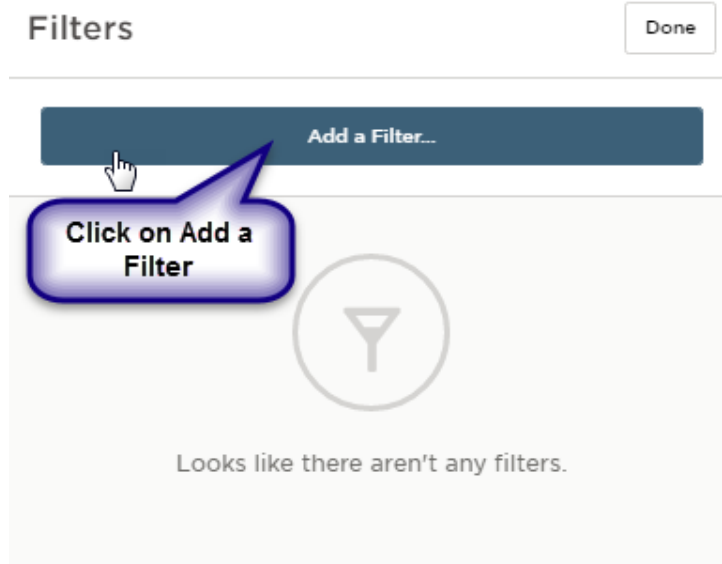 Filters
Done
Add a Filter...
Click on Add a
Filter
Looks like there aren't any filters.